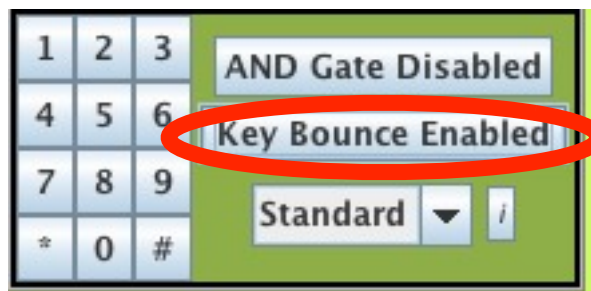 1 2 3
4 5 6
7 8 9
* 0 #
AND Gate Disabled
Key Bounce Enabled
Standard i